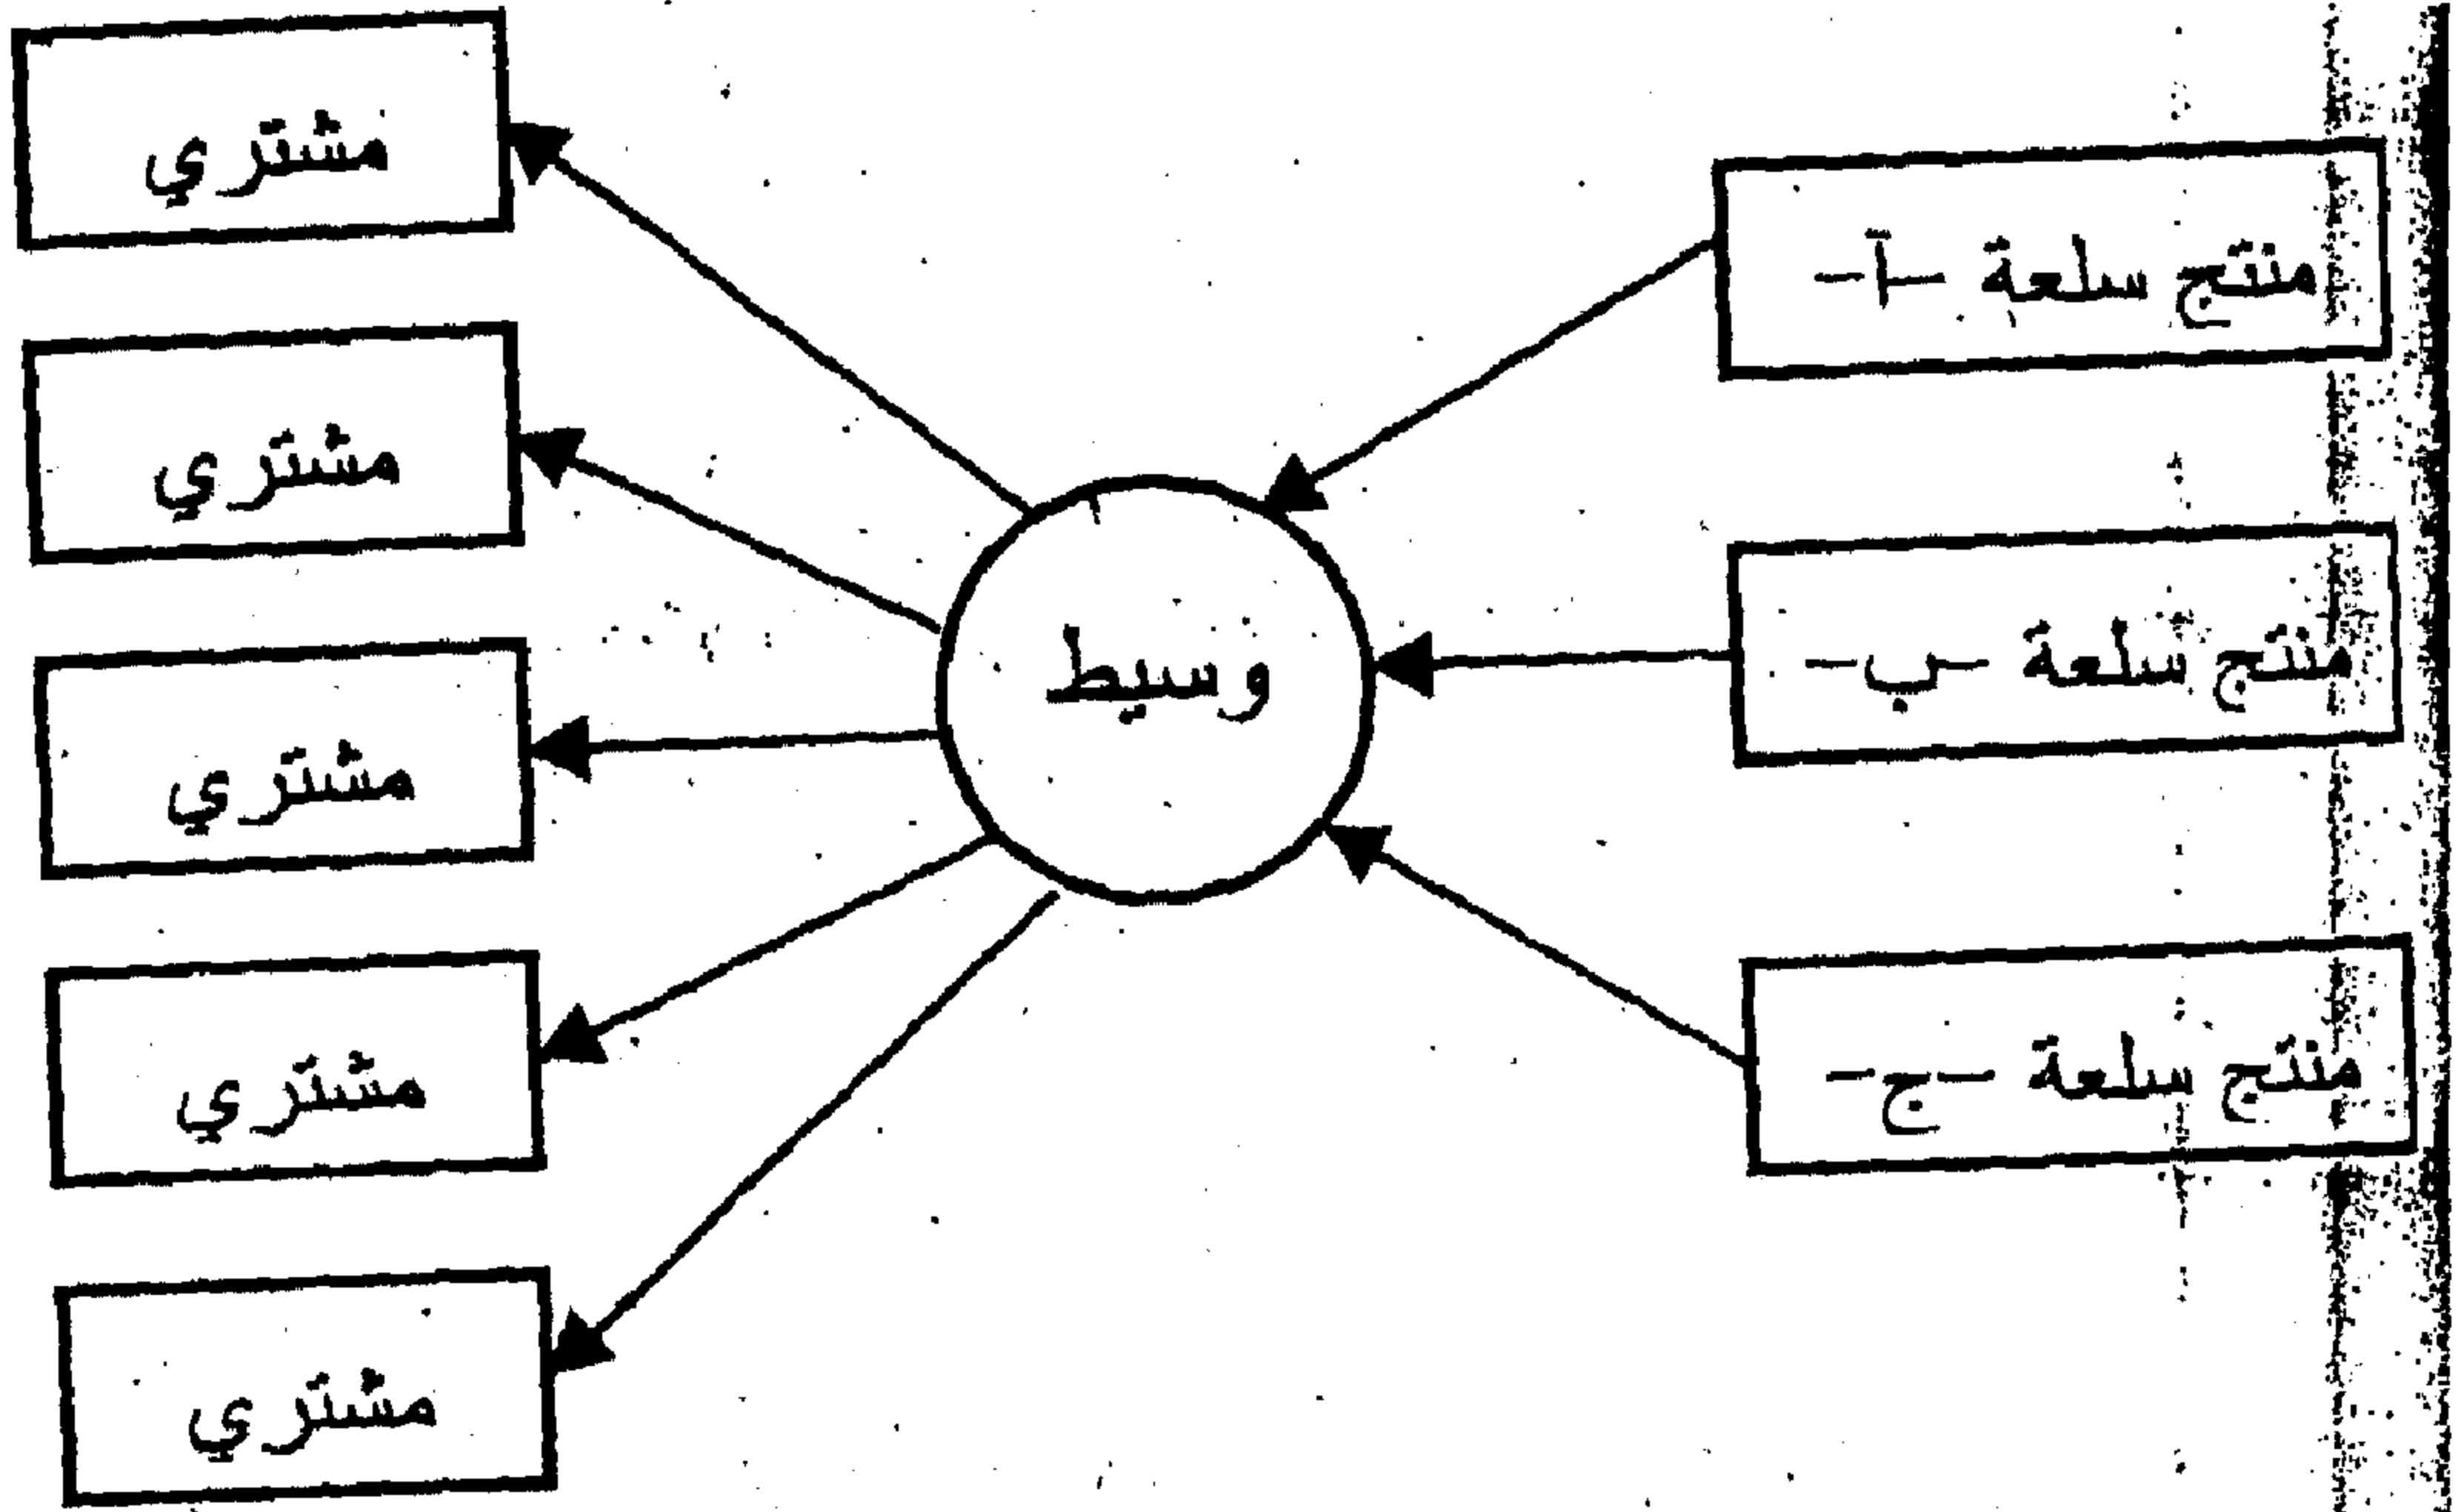 منتج سلعة -آ-
منتج سلعة -ب-
منتج سلعة -ج-
وسيط
مشتري
مشتري
مشتري
مشتري
مشتري